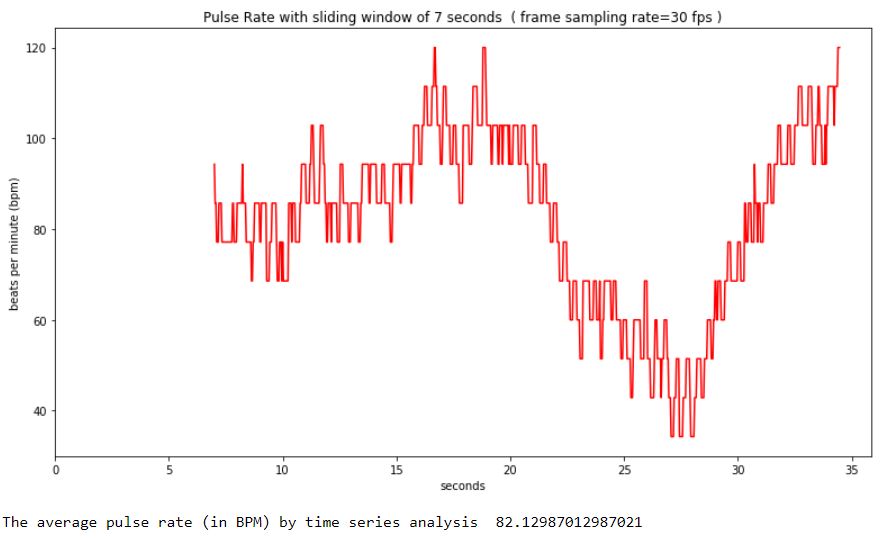 Pulse Rate with sliding window of 7 seconds ( frame sampling rate=30 fps )
120
100
80
60
40
beats per minute (bpm)
0 5 10 15 20 25 30 35
seconds
The average pulse rate (in BPM) by time series analysis 82.12987012987021